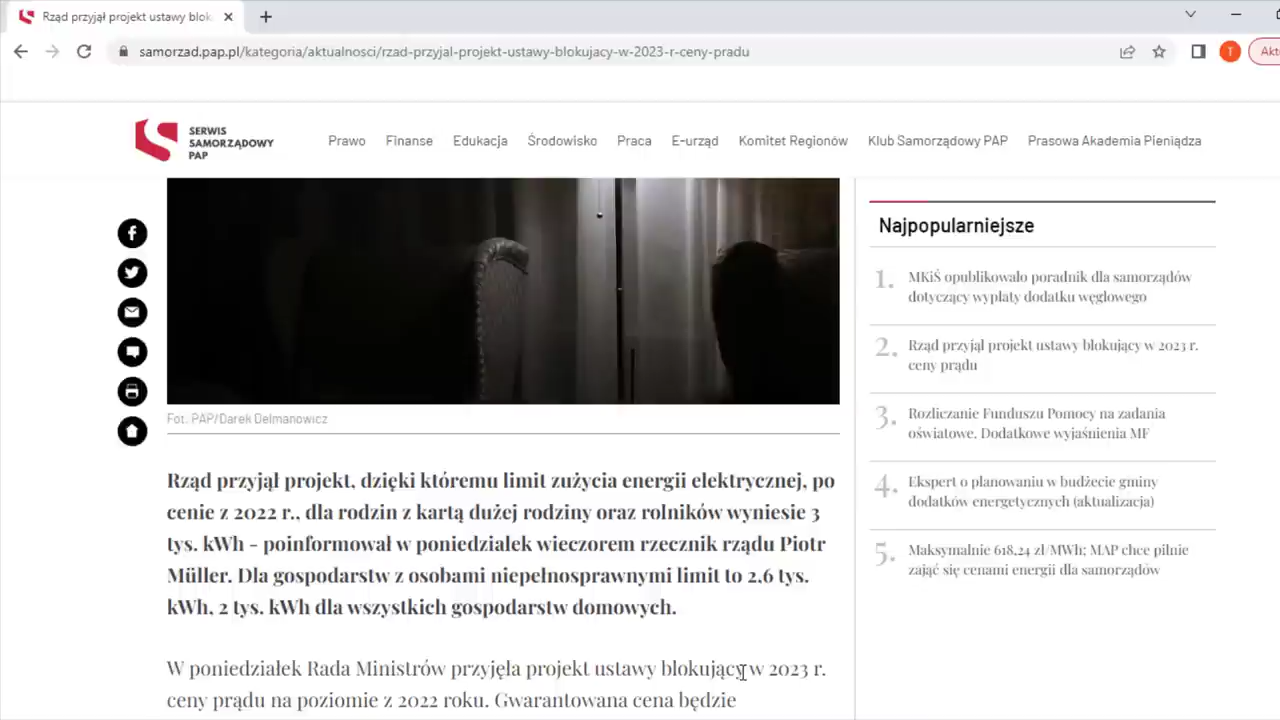 Rząd przyjął projekt ustawy blok
samorzad.pap.pl/kategoria/aktualnosci/rzad-przyjal-projekt-ustawy-blokujacy-w-2023-r-ceny-pradu
T
Akt
SERWIS
SAMORZĄDOWY
PAP
Prawo Finanse Edukacja Środowisko Praca E-urząd Komitet Regionów Klub Samorządowy PAP Prasowa Akademia Pieniądza
Fot. PAP/Darek Delmanowicz
Rząd przyjął projekt, dzięki któremu limit zużycia energii elektrycznej, po
cenie z 2022 r., dla rodzin z kartą dużej rodziny oraz rolników wyniesie 3
tys. kWh - poinformował w poniedziałek wieczorem rzecznik rządu Piotr
Müller. Dla gospodarstw z osobami niepełnosprawnymi limit to 2,6 tys.
kWh, 2 tys. kWh dla wszystkich gospodarstw domowych.
W poniedziałek Rada Ministrów przyjęła projekt ustawy blokujący w 2023 r.
ceny prądu na poziomie z 2022 roku. Gwarantowana cena będzie
Najpopularniejsze
1. MKiŚ opublikowało poradnik dla samorządów
dotyczący wypłaty dodatku węglowego
2. Rząd przyjął projekt ustawy blokujący w 2023 r.
ceny prądu
3. Rozliczanie Funduszu Pomocy na zadania
oświatowe. Dodatkowe wyjaśnienia MF
4. Ekspert o planowaniu w budżecie gminy
dodatków energetycznych (aktualizacja)
5. Maksymalnie 618,24 zł/MWh; MAP chce pilnie
zająć się cenami energii dla samorządów